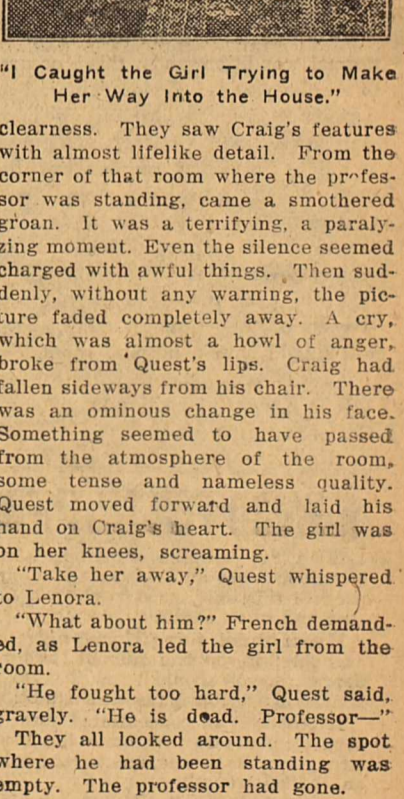 "I Caught the Girl Trying to Make
Her Way Into the House."
clearness. They saw Craig's features
with almost lifelike detail. From the
corner of that room where the profes-
sor was standing, came a smothered
groan. It was a terrifying, a paraly-
zing moment. Even the silence seemed
charged with awful things. Then sud-
denly, without any warning, the pic-
ture faded completely away. A cry,
which was almost a howl of anger,
broke from Quest's lips. Craig had
fallen sideways from his chair. There
was an ominous change in his face.
Something seemed to have passed
from the atmosphere of the room,
some tense and nameless quality.
Quest moved forward and laid his
hand on Craig's heart. The girl was
on her knees, screaming.
"Take her away," Quest whispered
to Lenora.
"What about him?" French demand-
ed, as Lenora led the girl from the
room.
"He fought too hard," Quest said,
gravely. "He is dead. Professor—"
They all looked around. The spot
where he had been standing was
empty. The professor had gone.